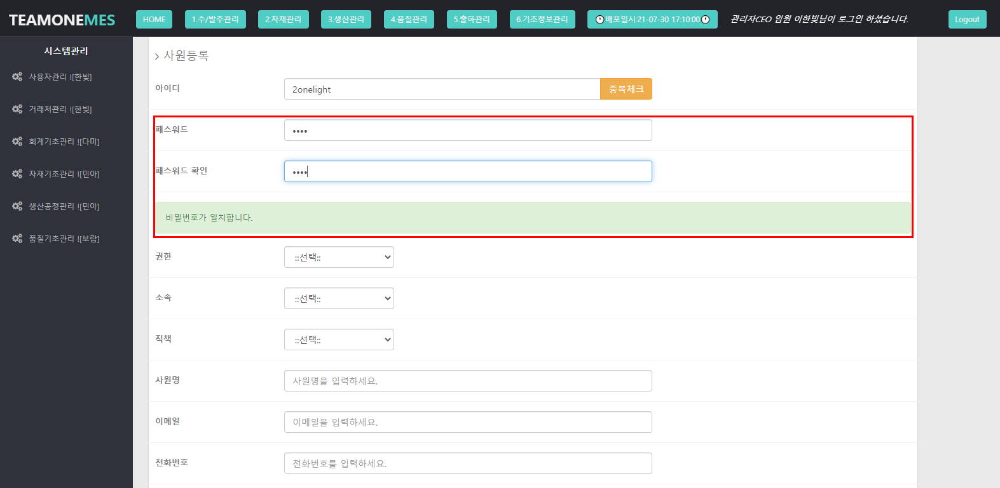 TEAMONEMES
HOME
1.수/발주관리
2.자재관리
3.생산관리
4.품질관리
5.출하관리
6.기초정보관리
배포일시:21-07-30 17:10:00
관리자CEO 임원 이한빛님이 로그인 하셨습니다.
Logout
시스템관리
사용자관리 ![한빛]
거래처관리 ![한빛]
회계기초관리 ![다미]
자재기초관리 ![민아]
생산공정관리 ![민아]
품질기초관리 ![보람]
> 사원등록
아이디
2onelight
중복체크
패스워드
••••
패스워드 확인
••••
비밀번호가 일치합니다.
권한
::선택::
소속
::선택::
직책
::선택::
사원명
사원명을 입력하세요.
이메일
이메일을 입력하세요.
전화번호
전화번호를 입력하세요.